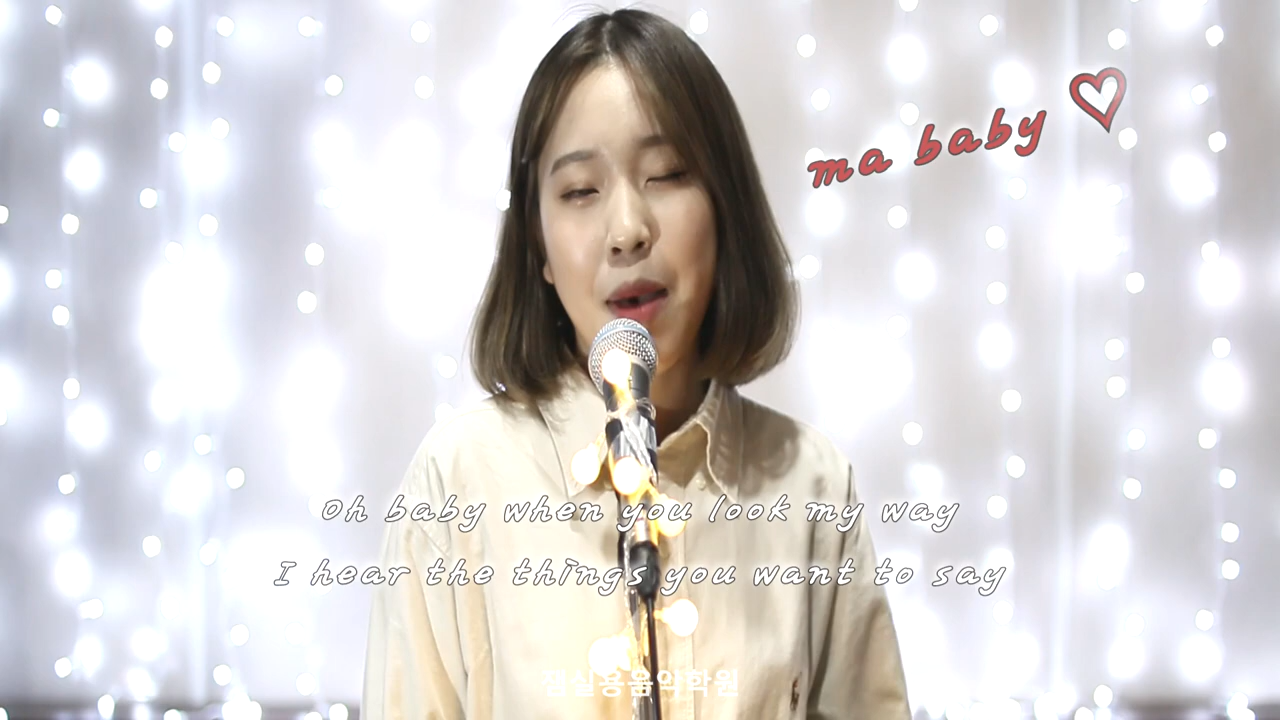 ma baby ♡
Oh baby when you look my way
I hear the things you want to say
실용음악학원